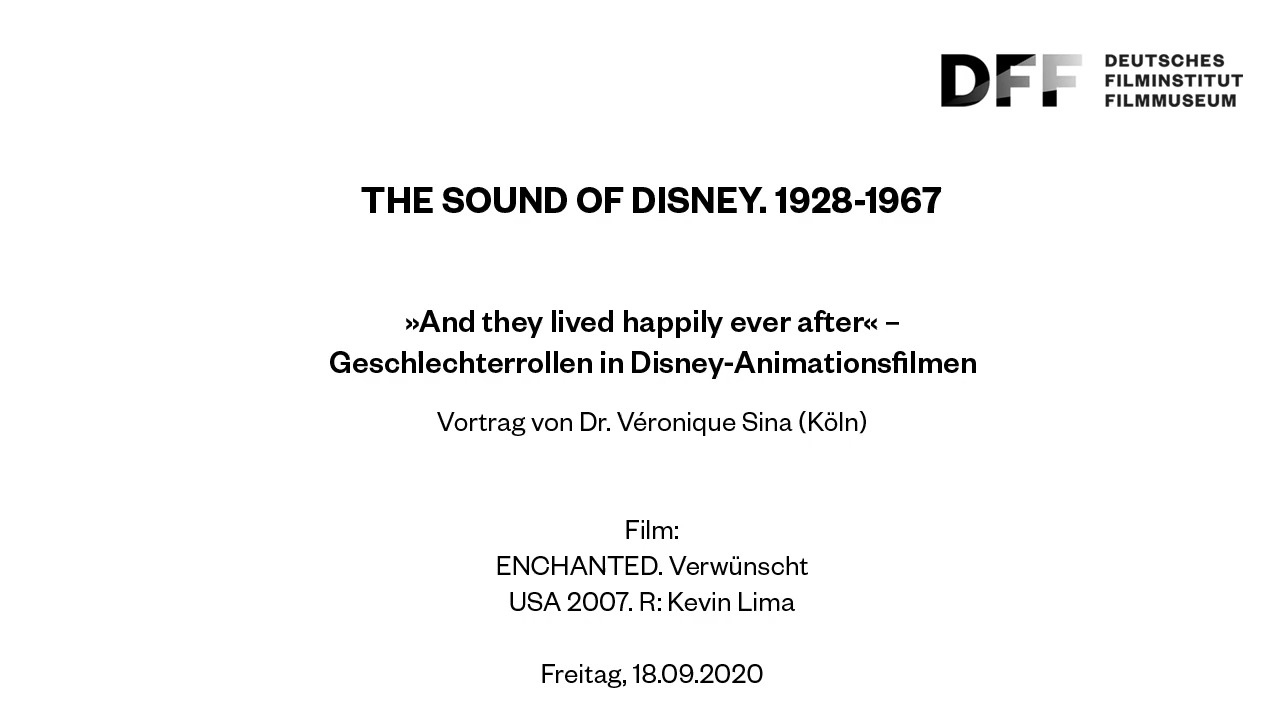 DFF
DEUTSCHES
FILMINSTITUT
FILMMUSEUM
THE SOUND OF DISNEY. 1928-1967
»And they lived happily ever after« –
Geschlechterrollen in Disney-Animationsfilmen
Vortrag von Dr. Véronique Sina (Köln)
Film:
ENCHANTED. Verwünscht
USA 2007. R: Kevin Lima
Freitag, 18.09.2020